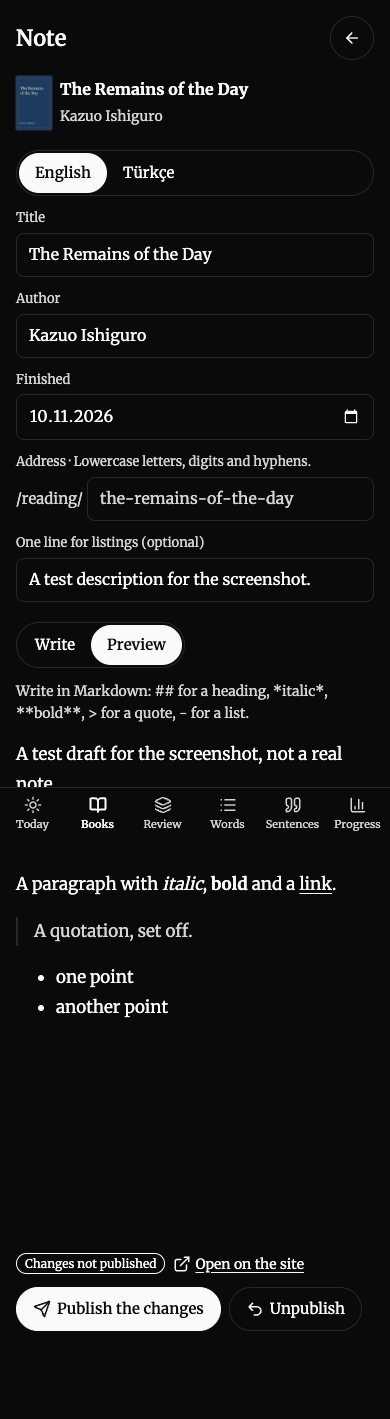 Note
The Remains of the Day
Kazuo Ishiguro
English Türkçe
Title
The Remains of the Day
Author
Kazuo Ishiguro
Finished
10.11.2026
Address · Lowercase letters, digits and hyphens.
/reading/ the-remains-of-the-day
One line for listings (optional)
A test description for the screenshot.
Write Preview
Write in Markdown: ## for a heading, *italic*,
**bold**, > for a quote, - for a list.
A test draft for the screenshot, not a real
note
Today Books Review Words Sentences Progress
A paragraph with italic, bold and a link.
A quotation, set off.
• one point
• another point
Changes not published Open on the site
Publish the changes Unpublish